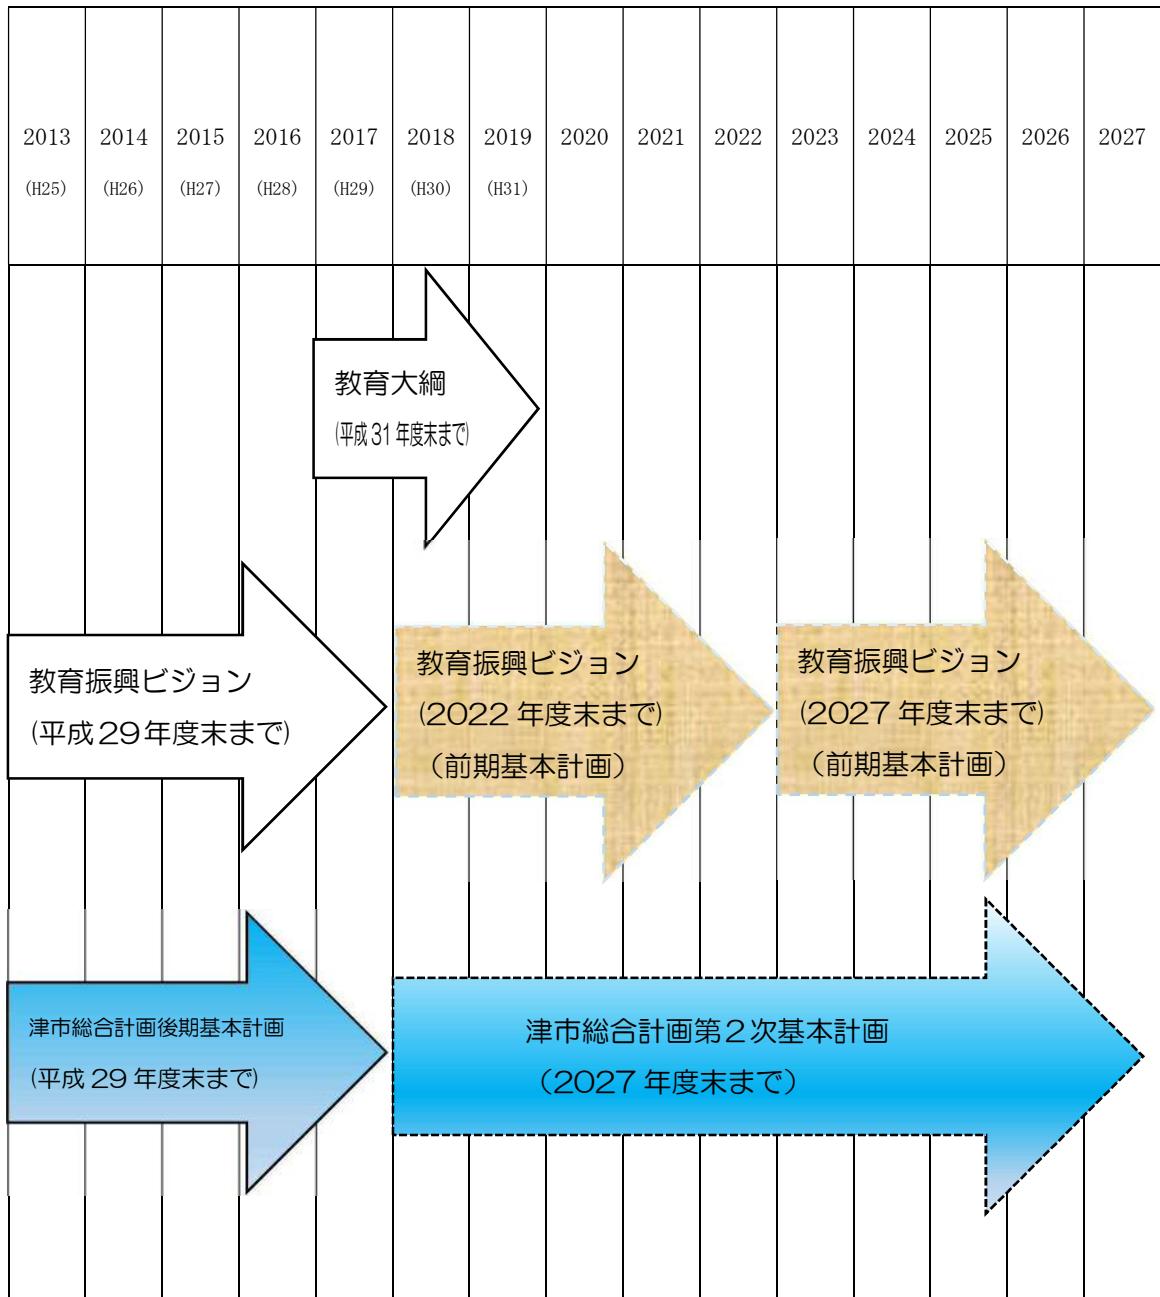 2013 2014 2015 2016 2017 2018 2019 2020 2021 2022 2023 2024 2025 2026 2027
(H25) (H26) (H27) (H28) (H29) (H30) (H31)
教育大綱
(平成31年度末まで)
教育振興ビジョン
(平成29年度末まで)
教育振興ビジョン
(2022年度末まで)
（前期基本計画）
教育振興ビジョン
(2027年度末まで)
（前期基本計画）
津市総合計画後期基本計画
(平成29年度末まで)
津市総合計画第２次基本計画
（2027年度末まで）